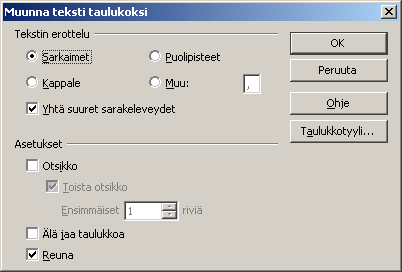 Muunna teksti taulukoksi
Tekstin erottelu
Sarkaimet
Puolipisteet
Kappale
Muu:
,
Yhtä suuret sarakeleveydet
Asetukset
Otsikko
Toista otsikko
Ensimmäiset 1 riviä
Älä jaa taulukkoa
Reuna
OK
Peruuta
Ohje
Taulukkotyyli...